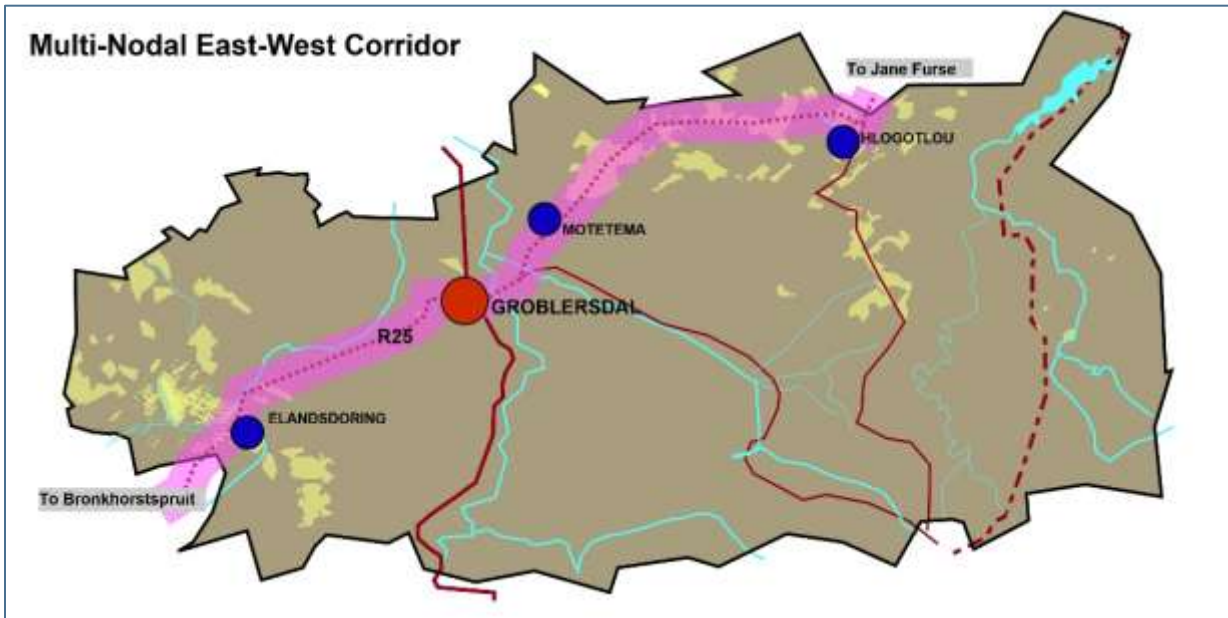 Multi-Nodal East-West Corridor
To Jane Furse
HLOGOTLOU
MOTETEMA
GROBLERSDAL
R25
ELANDSDORING
To Bronkhorstspruit